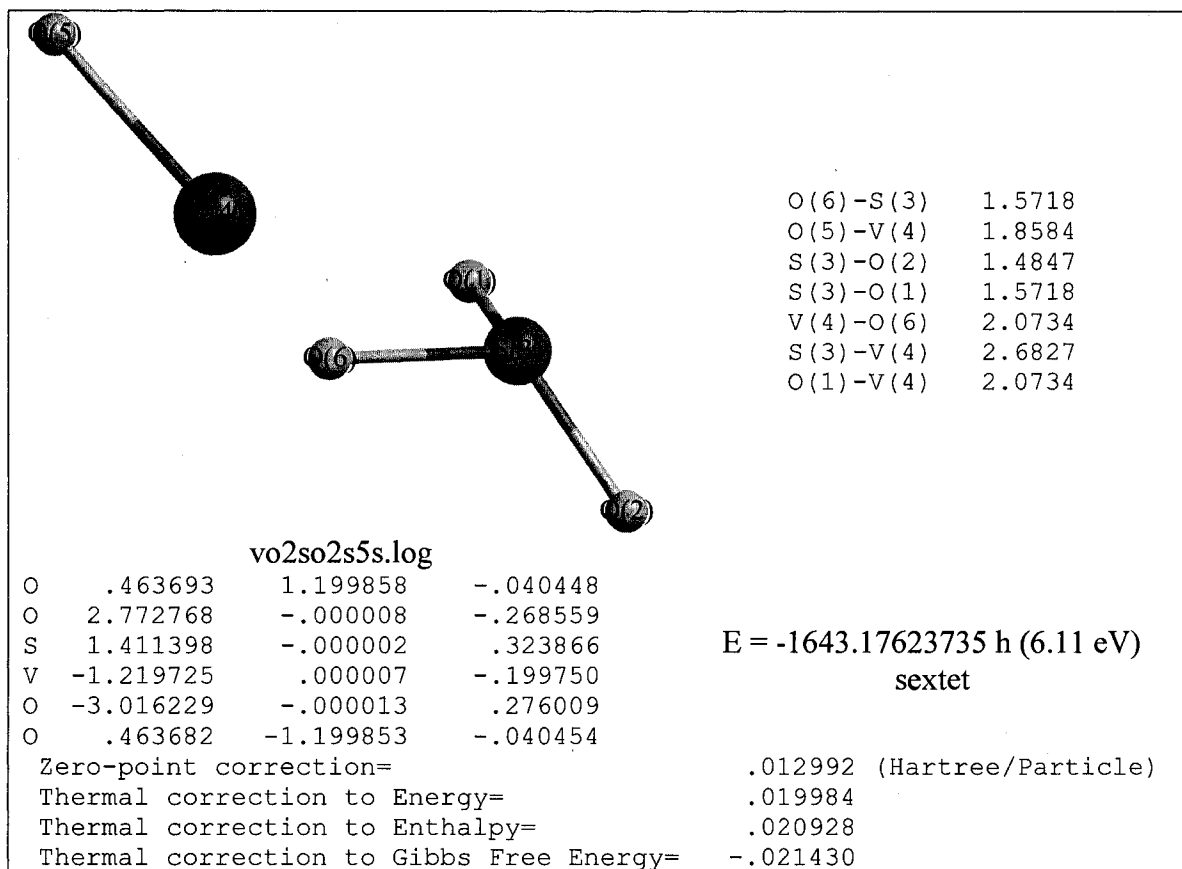 O(5)
O(1)
O(6)
O(2)
O(6)-S(3) 1.5718
O(5)-V(4) 1.8584
S(3)-O(2) 1.4847
S(3)-O(1) 1.5718
V(4)-O(6) 2.0734
S(3)-V(4) 2.6827
O(1)-V(4) 2.0734
vo2so2s5s.log
O .463693 1.199858 -.040448
O 2.772768 -.000008 -.268559
S 1.411398 -.000002 .323866
V -1.219725 .000007 -.199750
O -3.016229 -.000013 .276009
O .463682 -1.199853 -.040454
E = -1643.17623735 h (6.11 eV)
sextet
Zero-point correction= .012992 (Hartree/Particle)
Thermal correction to Energy= .019984
Thermal correction to Enthalpy= .020928
Thermal correction to Gibbs Free Energy= -.021430